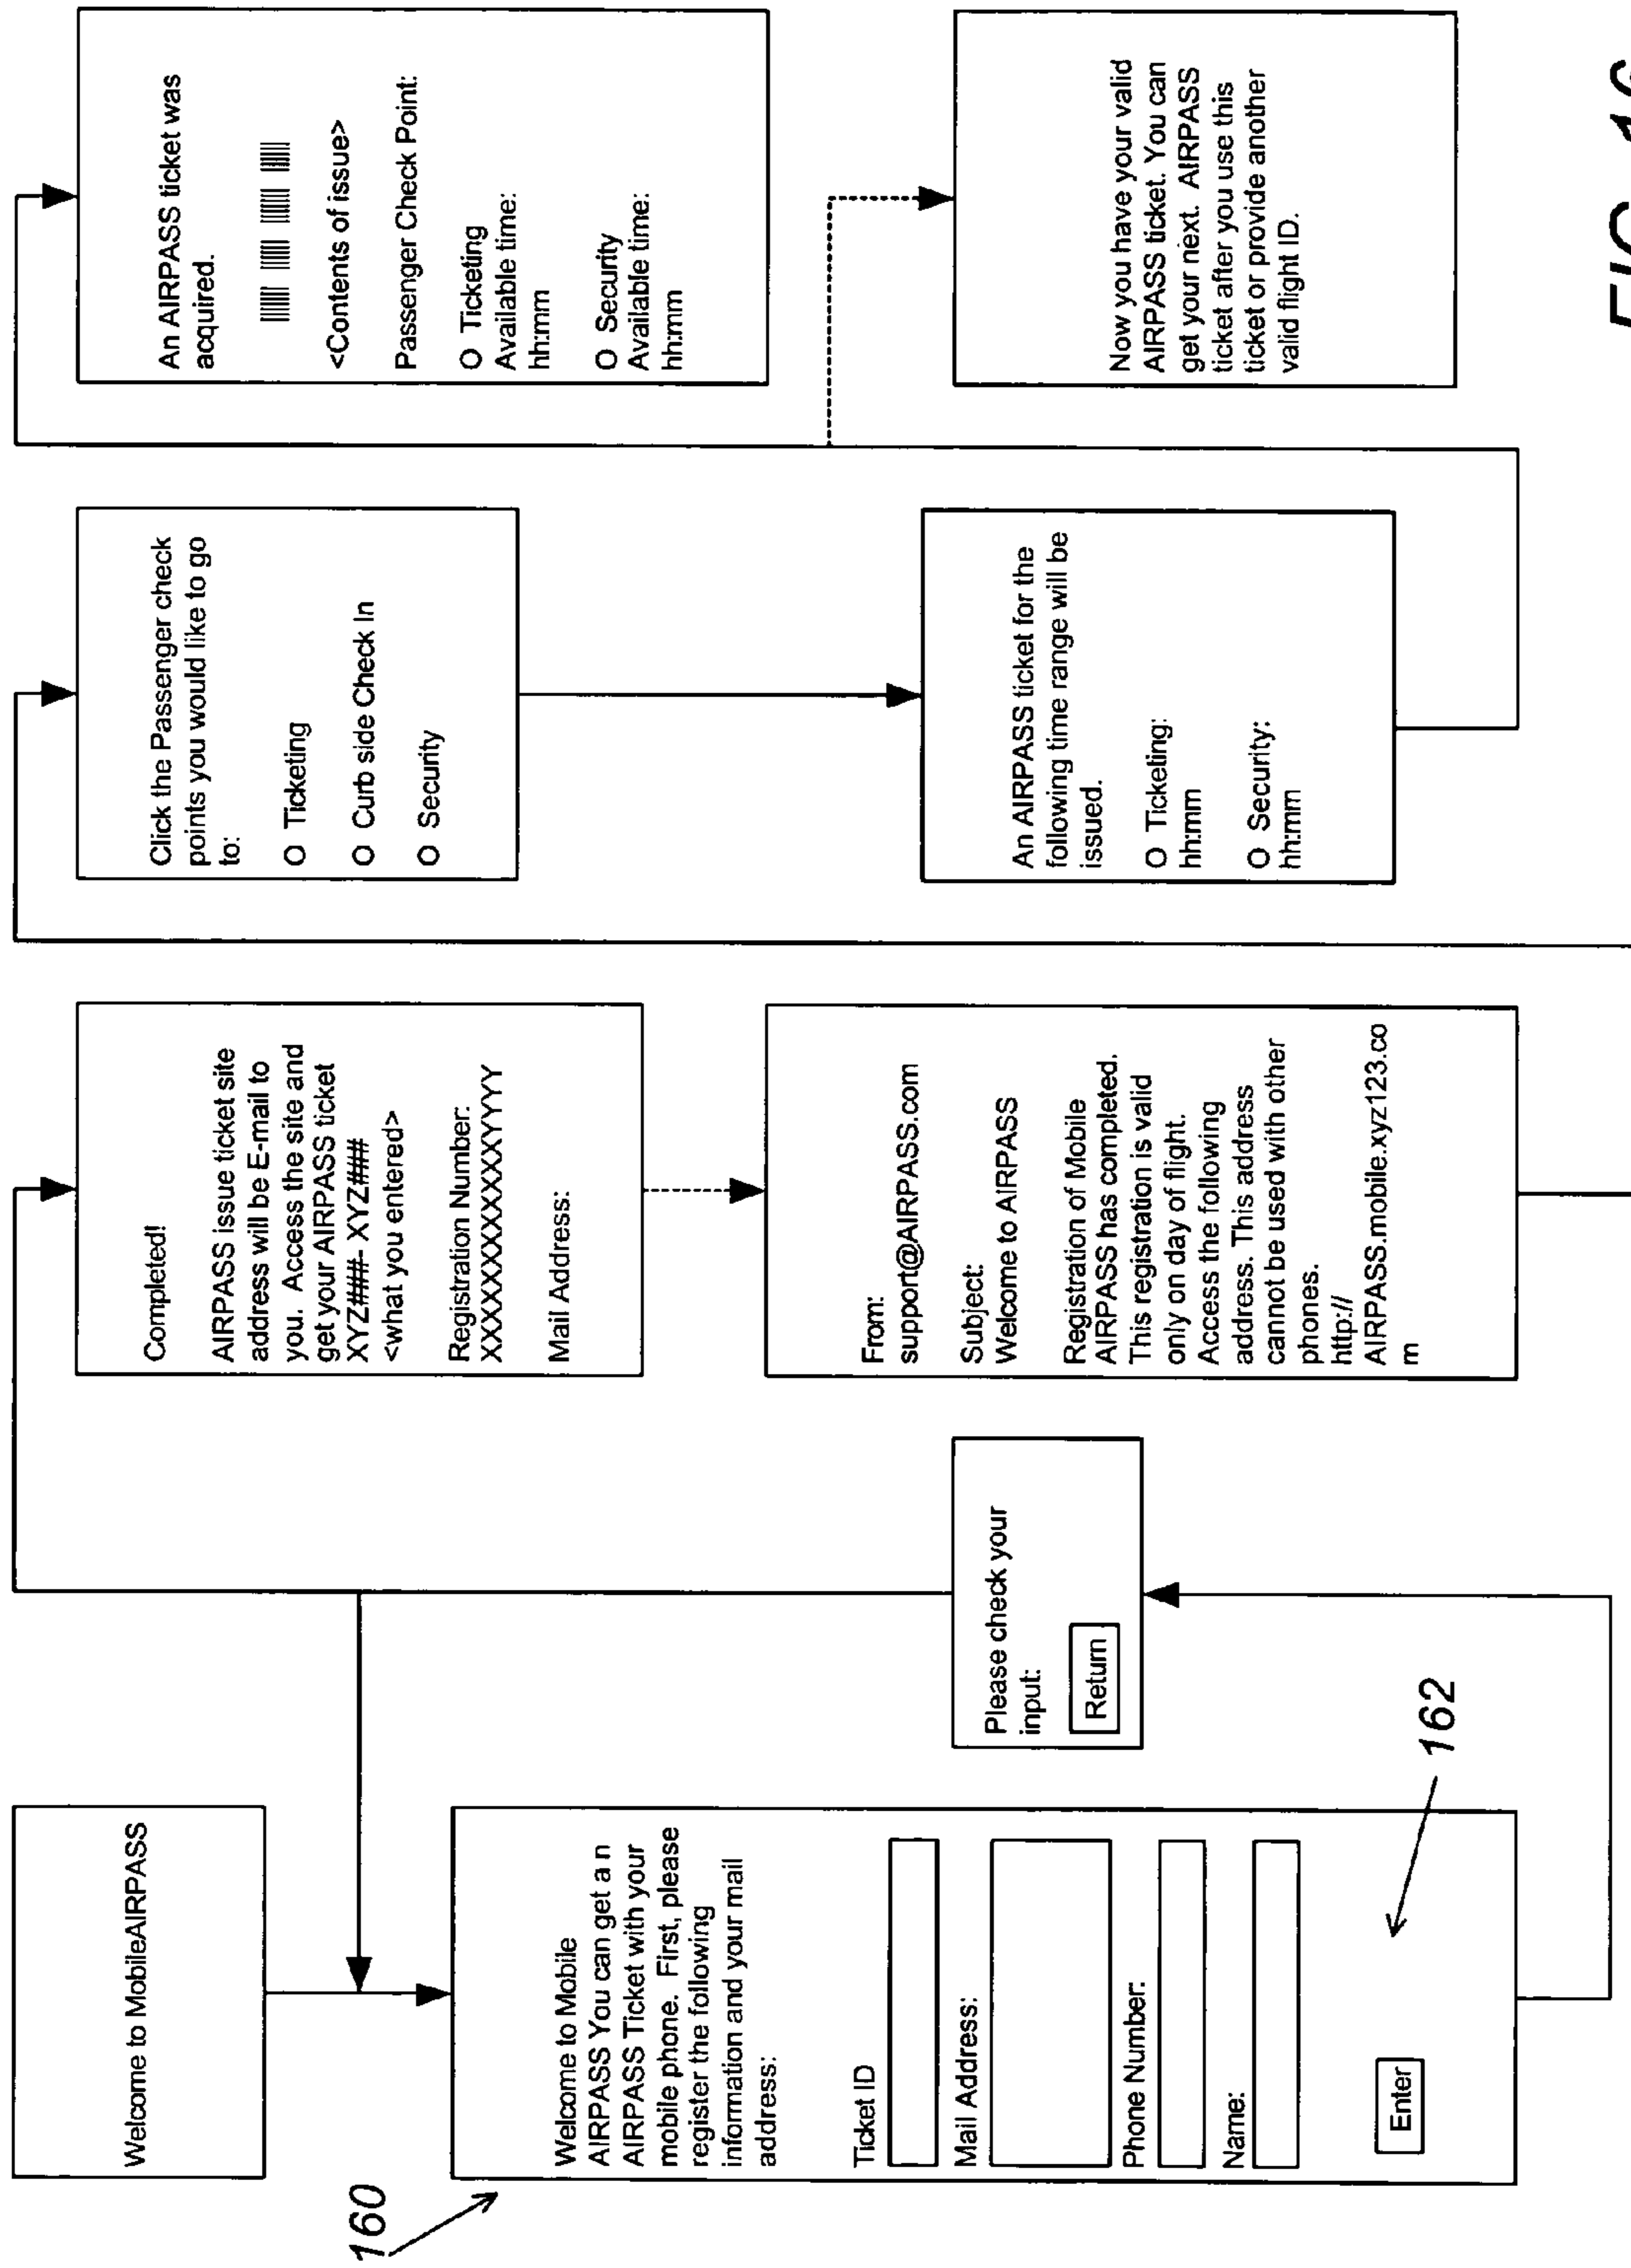 160
Welcome to MobileAIRPASS
Welcome to Mobile
AIRPASS You can get a n
AIRPASS Ticket with your
mobile phone. First, please
register the following
information and your mail
address:
Ticket ID
Mail Address:
Phone Number:
Name:
Enter
162
Please check your
input:
Return
Completed!
AIRPASS issue ticket site
address will be E-mail to
you. Access the site and
get your AIRPASS ticket
XYZ###- XYZ###
<what you entered>
Registration Number:
XXXXXXXXXXXXXYYYY
Mail Address:
From:
support@AIRPASS.com
Subject:
Welcome to AIRPASS
Registration of Mobile
AIRPASS has completed.
This registration is valid
only on day of flight.
Access the following
address. This address
cannot be used with other
phones.
http://
AIRPASS.mobile.xyz123.co
m
Click the Passenger check
points you would like to go
to:
O Ticketing
O Curb side Check In
O Security
An AIRPASS ticket for the
following time range will be
issued.
O Ticketing:
hh:mm
O Security:
hh:mm
An AIRPASS ticket was
acquired.
<Contents of issue>
Passenger Check Point:
O Ticketing
Available time:
hh:mm
O Security
Available time:
hh:mm
Now you have your valid
AIRPASS ticket. You can
get your next. AIRPASS
ticket after you use this
ticket or provide another
valid flight ID.
FIG. 16